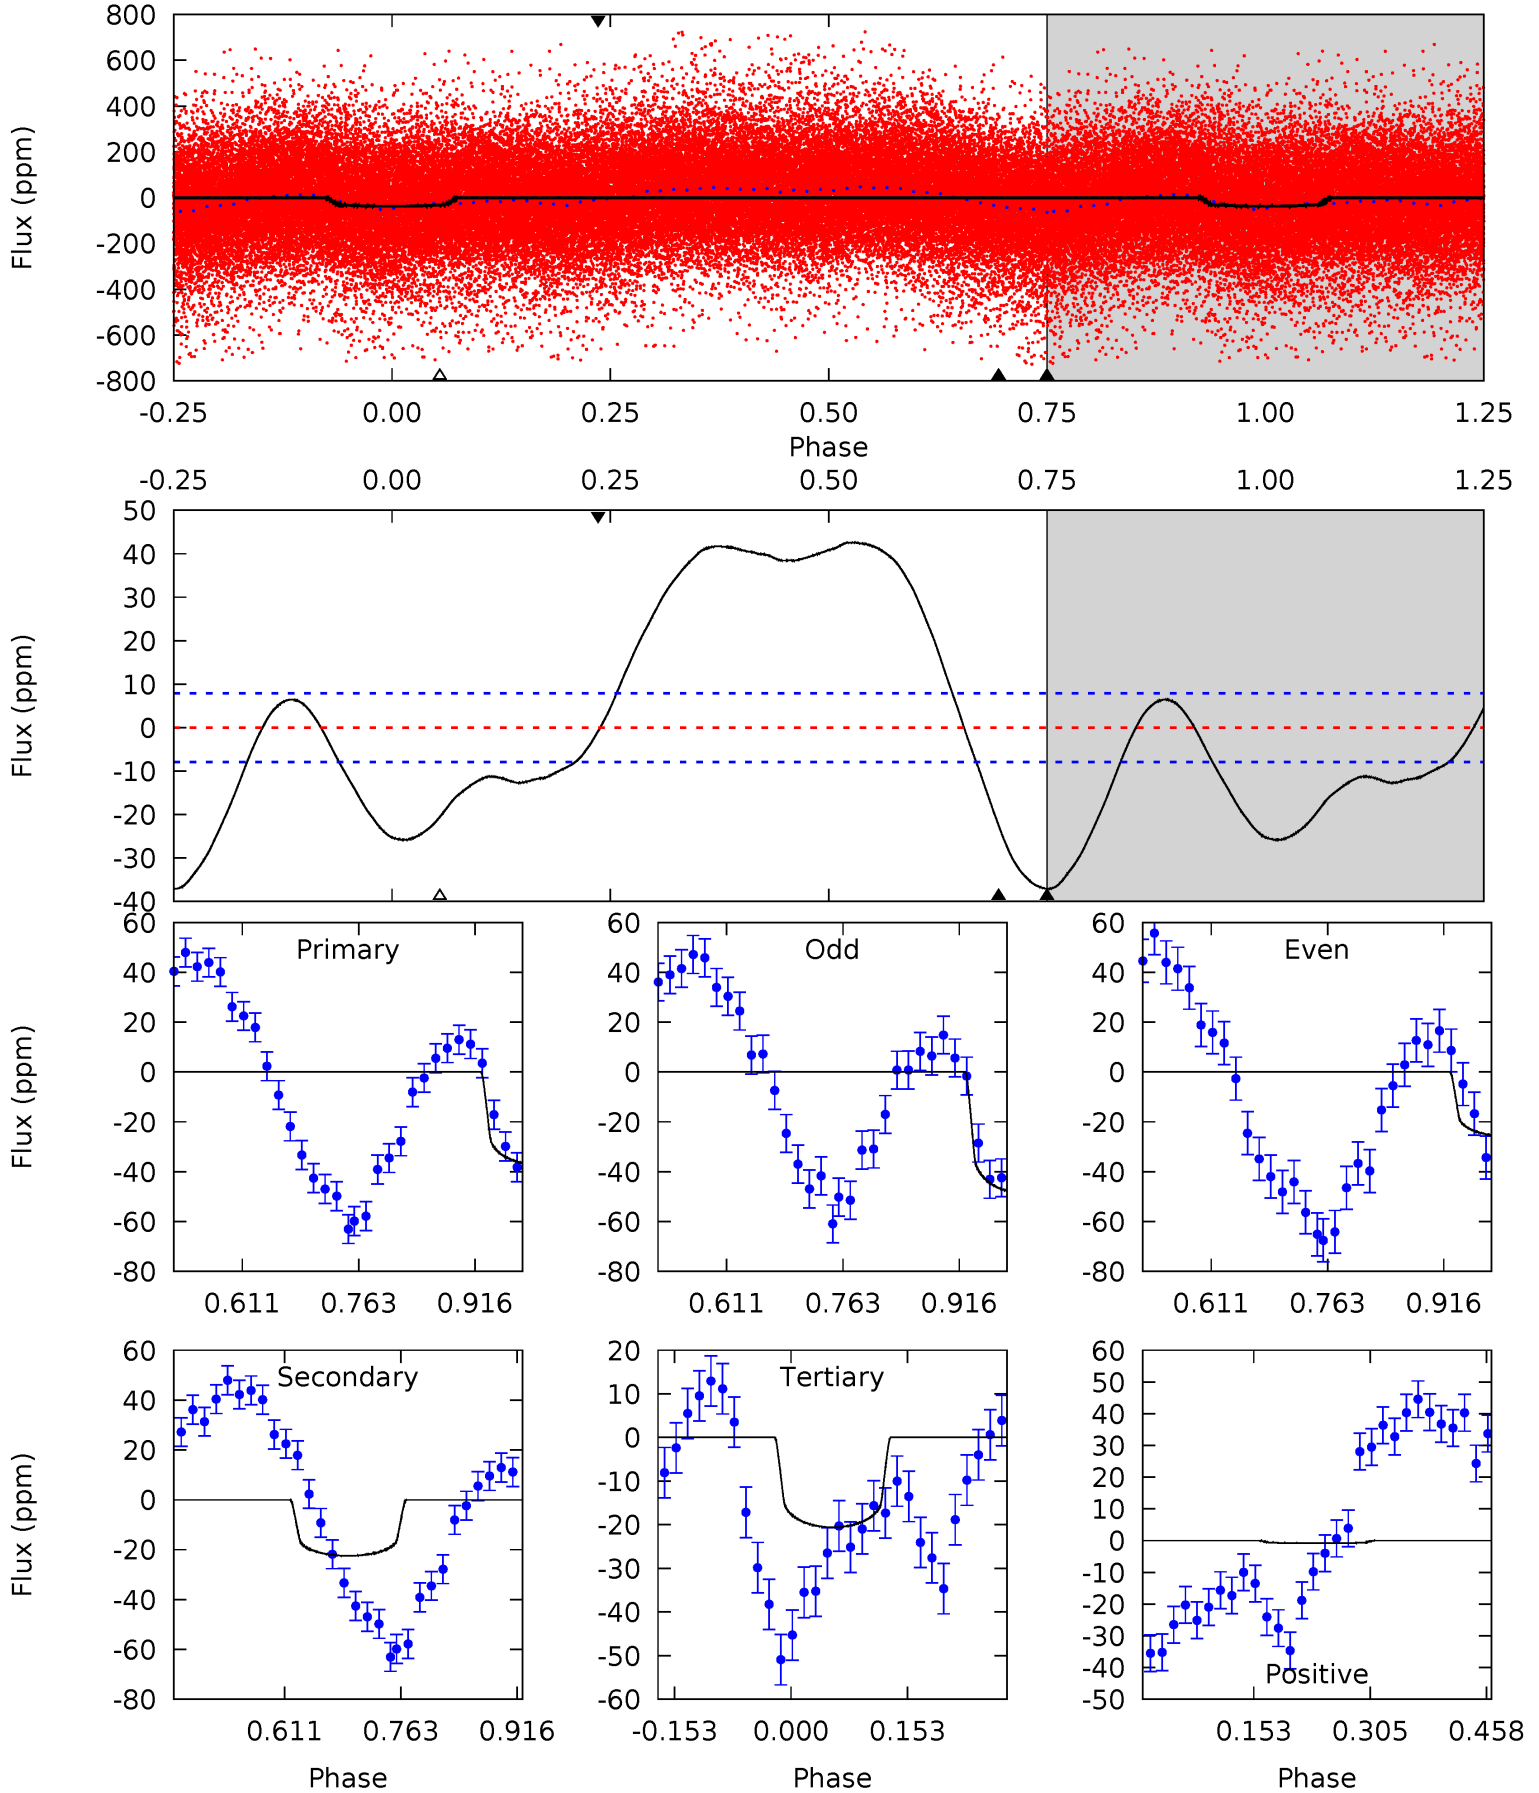 800
600
400
200
0
-200
-400
-600
-800
Flux (ppm)
-0.25 0.00 0.25 0.50 0.75 1.00 1.25
Phase
-0.25 0.00 0.25 0.50 0.75 1.00 1.25
50
40
30
20
10
0
-10
-20
-30
-40
Flux (ppm)
Primary Odd Even
60 60 60
40 40 40
20 20 20
0 0 0
-20 -20 -20
-40 -40 -40
-60 -60 -60
-80 -80 -80
Flux (ppm)
0.611 0.763 0.916 0.611 0.763 0.916 0.611 0.763 0.916
Secondary
60
40
20
0
-20
-40
-60
-80
Flux (ppm)
0.611 0.763 0.916
Phase
Tertiary
20
10
0
-10
-20
-30
-40
-50
-60
-0.153 0.000 0.153
Phase
60
50
40
30
20
10
0
-10
-20
-30
-40
-50
Positive
0.153 0.305 0.458
Phase